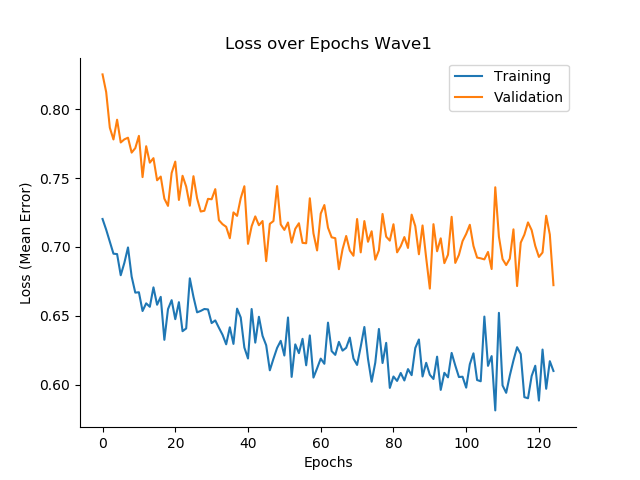 Loss over Epochs Wave1
Training
Validation
Loss (Mean Error)
0.80
0.75
0.70
0.65
0.60
0 20 40 60 80 100 120
Epochs